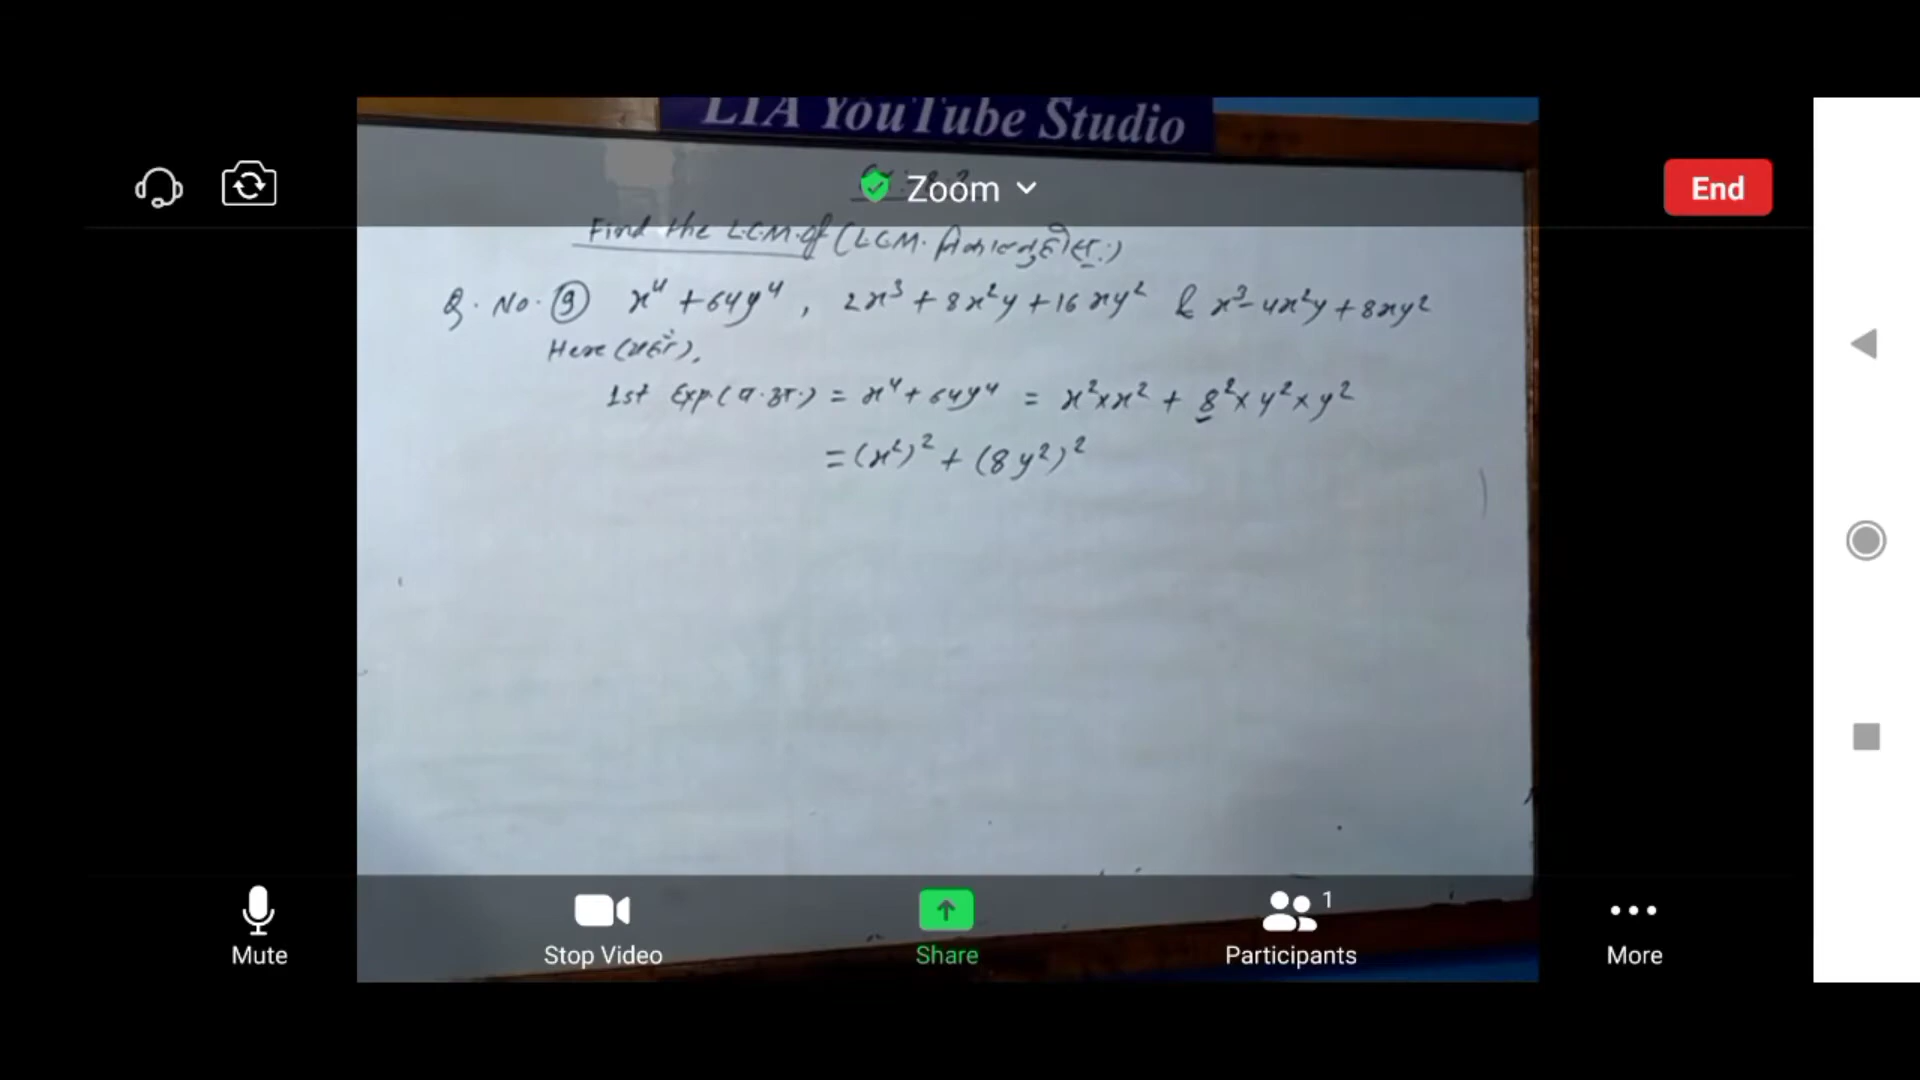 LIA YouTube Studio
Zoom
End
Find the L.C.M. of (L.C.M. निकाल्नुहोस् :)
Q. No. 9 x⁴ + 64y⁴ , 2x³ + 8x²y + 16xy² & x³ - 4x²y + 8xy²
Here (यहाँ),
1st Exp. (प. अ.) = x⁴ + 64y⁴ = x² × x² + 8² × y² × y²
= (x²)² + (8y²)²
Mute
Stop Video
Share
Participants
1
More